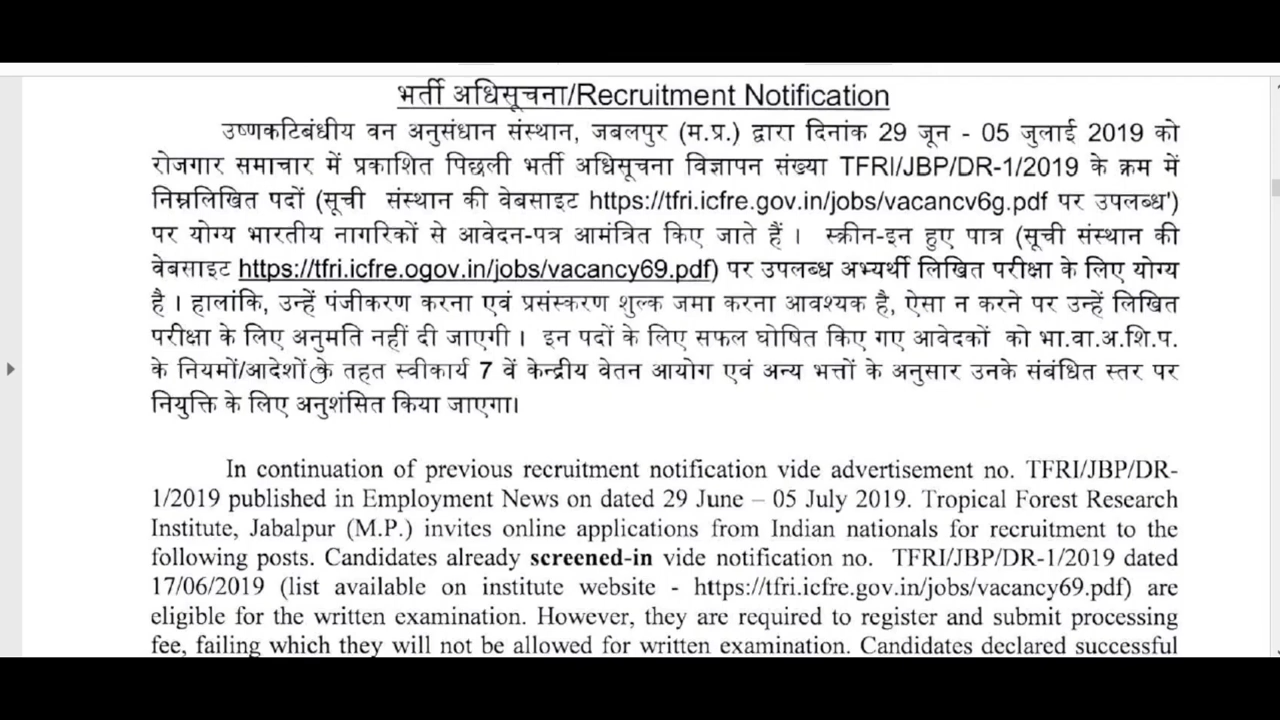 भर्ती अधिसूचना/Recruitment Notification
उष्णकटिबंधीय वन अनुसंधान संस्थान, जबलपुर (म.प्र.) द्वारा दिनांक 29 जून - 05 जुलाई 2019 को
रोजगार समाचार में प्रकाशित पिछली भर्ती अधिसूचना विज्ञापन संख्या TFRI/JBP/DR-1/2019 के क्रम में
निम्नलिखित पदों (सूची संस्थान की वेबसाइट https://tfri.icfre.gov.in/jobs/vacancv6g.pdf पर उपलब्ध')
पर योग्य भारतीय नागरिकों से आवेदन-पत्र आमंत्रित किए जाते हैं । स्क्रीन-इन हुए पात्र (सूची संस्थान की
वेबसाइट https://tfri.icfre.ogov.in/jobs/vacancy69.pdf) पर उपलब्ध अभ्यर्थी लिखित परीक्षा के लिए योग्य
है । हालांकि, उन्हें पंजीकरण करना एवं प्रसंस्करण शुल्क जमा करना आवश्यक है, ऐसा न करने पर उन्हें लिखित
परीक्षा के लिए अनुमति नहीं दी जाएगी । इन पदों के लिए सफल घोषित किए गए आवेदकों को भा.वा.अ.शि.प.
के नियमों/आदेशों के तहत स्वीकार्य 7 वें केन्द्रीय वेतन आयोग एवं अन्य भत्तों के अनुसार उनके संबंधित स्तर पर
नियुक्ति के लिए अनुशंसित किया जाएगा।
In continuation of previous recruitment notification vide advertisement no. TFRI/JBP/DR-
1/2019 published in Employment News on dated 29 June – 05 July 2019. Tropical Forest Research
Institute, Jabalpur (M.P.) invites online applications from Indian nationals for recruitment to the
following posts. Candidates already screened-in vide notification no. TFRI/JBP/DR-1/2019 dated
17/06/2019 (list available on institute website - https://tfri.icfre.gov.in/jobs/vacancy69.pdf) are
eligible for the written examination. However, they are required to register and submit processing
fee, failing which they will not be allowed for written examination. Candidates declared successful